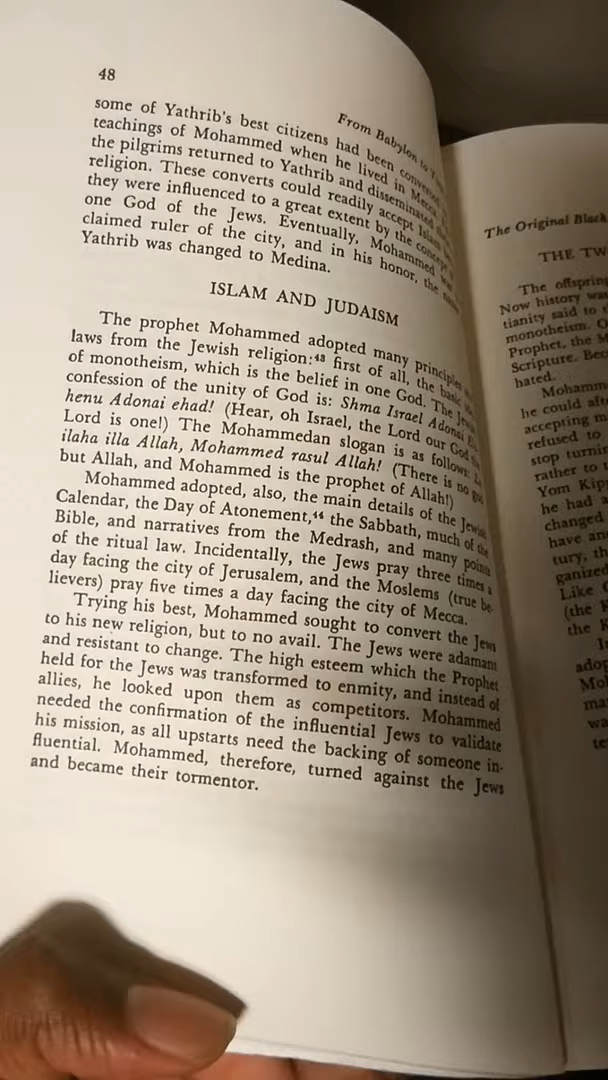 48
From Babylon to
some of Yathrib's best citizens had been
teachings of Mohammed when he lived in Mecca
the pilgrims returned to Yathrib and disseminated
religion. These converts could readily accept Islam
they were influenced to a great extent by the concept
one God of the Jews. Eventually, Mohammed was
claimed ruler of the city, and in his honor, the
Yathrib was changed to Medina.
ISLAM AND JUDAISM
The prophet Mohammed adopted many principles
laws from the Jewish religion:⁴³ first of all, the basic
of monotheism, which is the belief in one God. The
confession of the unity of God is: Shma Israel Adonai
henu Adonai ehad! (Hear, oh Israel, the Lord our God
Lord is one!) The Mohammedan slogan is as follows:
ilaha illa Allah, Mohammed rasul Allah! (There is no god
but Allah, and Mohammed is the prophet of Allah!)
Mohammed adopted, also, the main details of the Jewish
Calendar, the Day of Atonement,⁴⁴ the Sabbath, much of the
Bible, and narratives from the Medrash, and many points
of the ritual law. Incidentally, the Jews pray three times a
day facing the city of Jerusalem, and the Moslems (true be-
lievers) pray five times a day facing the city of Mecca.
Trying his best, Mohammed sought to convert the Jews
to his new religion, but to no avail. The Jews were adamant
and resistant to change. The high esteem which the Prophet
held for the Jews was transformed to enmity, and instead of
allies, he looked upon them as competitors. Mohammed
needed the confirmation of the influential Jews to validate
his mission, as all upstarts need the backing of someone in-
fluential. Mohammed, therefore, turned against the Jews
and became their tormentor.
The Original Black
THE
The offspring
Now history was
tianity said to
monotheism.
Prophet, the
Scripture.
hated.
he could
accepting
refused to
stop
rather to
Yom
he had
changed
have
tury,
ganized
Like
(the
the